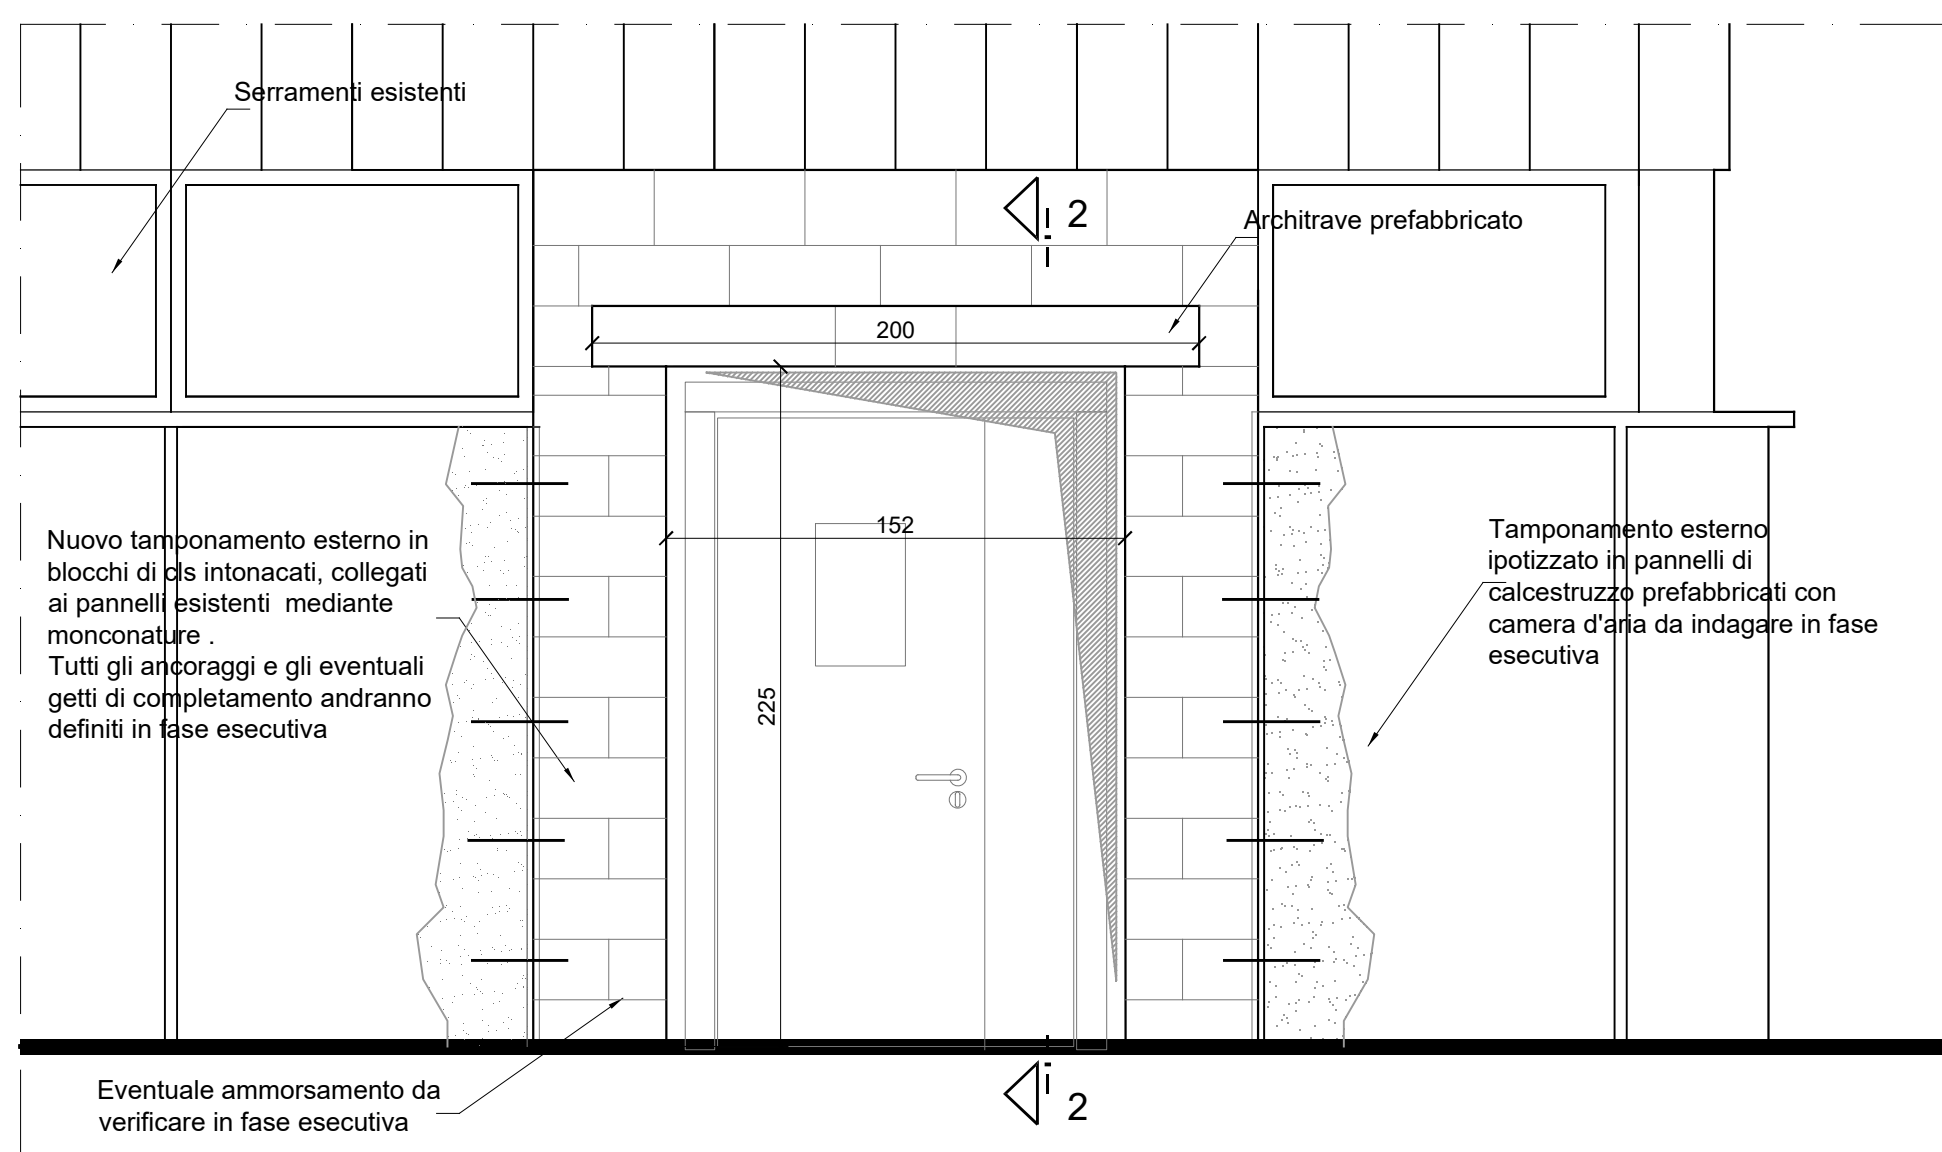 Serramenti esistenti
2
Architrave prefabbricato
200
152
Nuovo tamponamento esterno in
blocchi di cls intonacati, collegati
ai pannelli esistenti  mediante
monconature .
Tutti gli ancoraggi e gli eventuali
getti di completamento andranno
definiti in fase esecutiva
Tamponamento esterno
ipotizzato in pannelli di
calcestruzzo prefabbricati con
camera d'aria da indagare in fase
esecutiva
225
Eventuale ammorsamento da
verificare in fase esecutiva
2